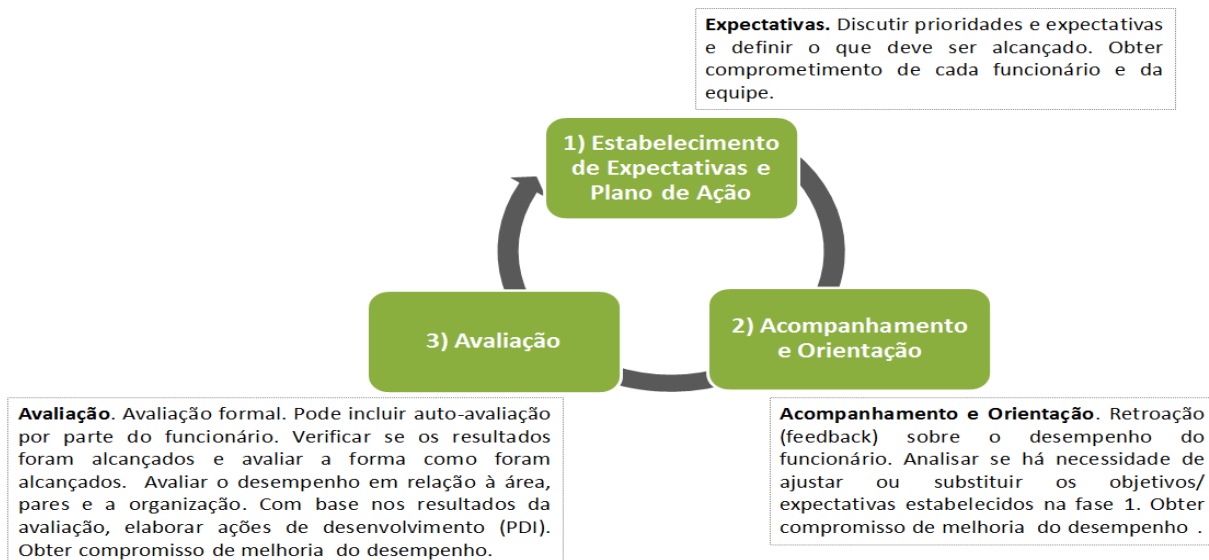 Expectativas. Discutir prioridades e expectativas
e definir o que deve ser alcançado. Obter
comprometimento de cada funcionário e da
equipe.
1) Estabelecimento
de Expectativas e
Plano de Ação
2) Acompanhamento
e Orientação
3) Avaliação
Avaliação. Avaliação formal. Pode incluir auto-avaliação
por parte do funcionário. Verificar se os resultados
foram alcançados e avaliar a forma como foram
alcançados. Avaliar o desempenho em relação à área,
pares e a organização. Com base nos resultados da
avaliação, elaborar ações de desenvolvimento (PDI).
Obter compromisso de melhoria do desempenho.
Acompanhamento e Orientação. Retroação
(feedback) sobre o desempenho do
funcionário. Analisar se há necessidade de
ajustar ou substituir os objetivos/
expectativas estabelecidos na fase 1. Obter
compromisso de melhoria do desempenho .